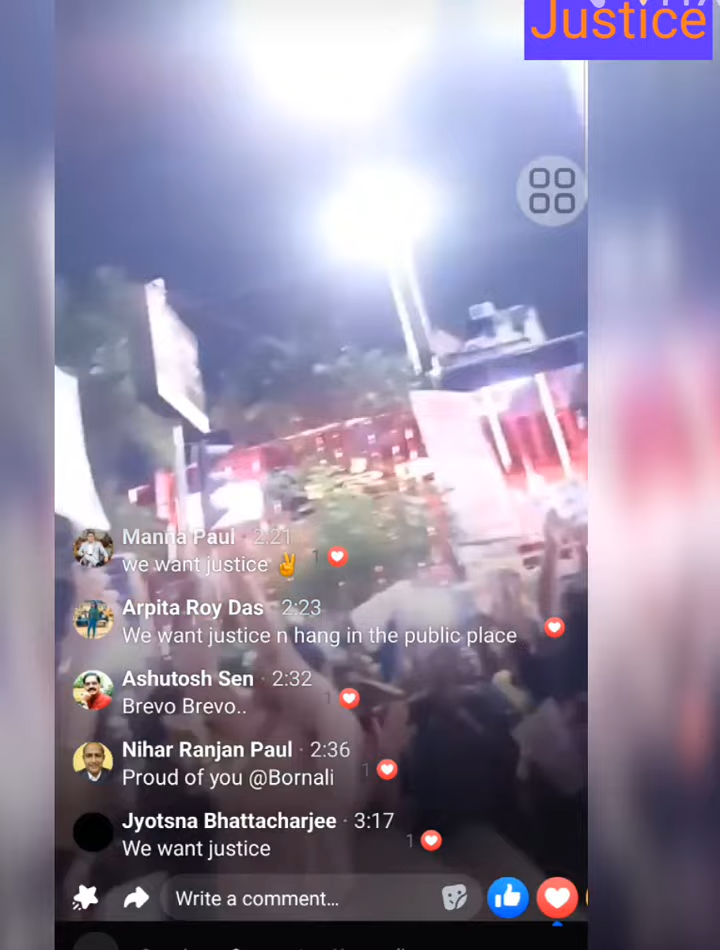 Justice
Manna Paul · 2:21
we want justice ✌️ 1
Arpita Roy Das · 2:23
We want justice n hang in the public place
Ashutosh Sen · 2:32
Brevo Brevo.. 1
Nihar Ranjan Paul · 2:36
Proud of you @Bornali 1
Jyotsna Bhattacharjee · 3:17
We want justice 1
Write a comment...